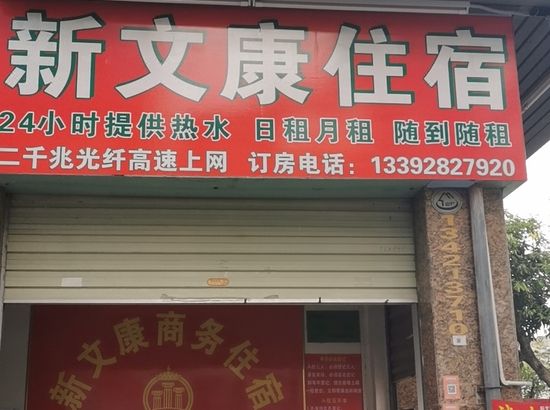 新文康住宿
24小时提供热水 日租月租 随到随租
二千兆光纤高速上网 订房电话：13392827920
134213710
新文康商务住宿